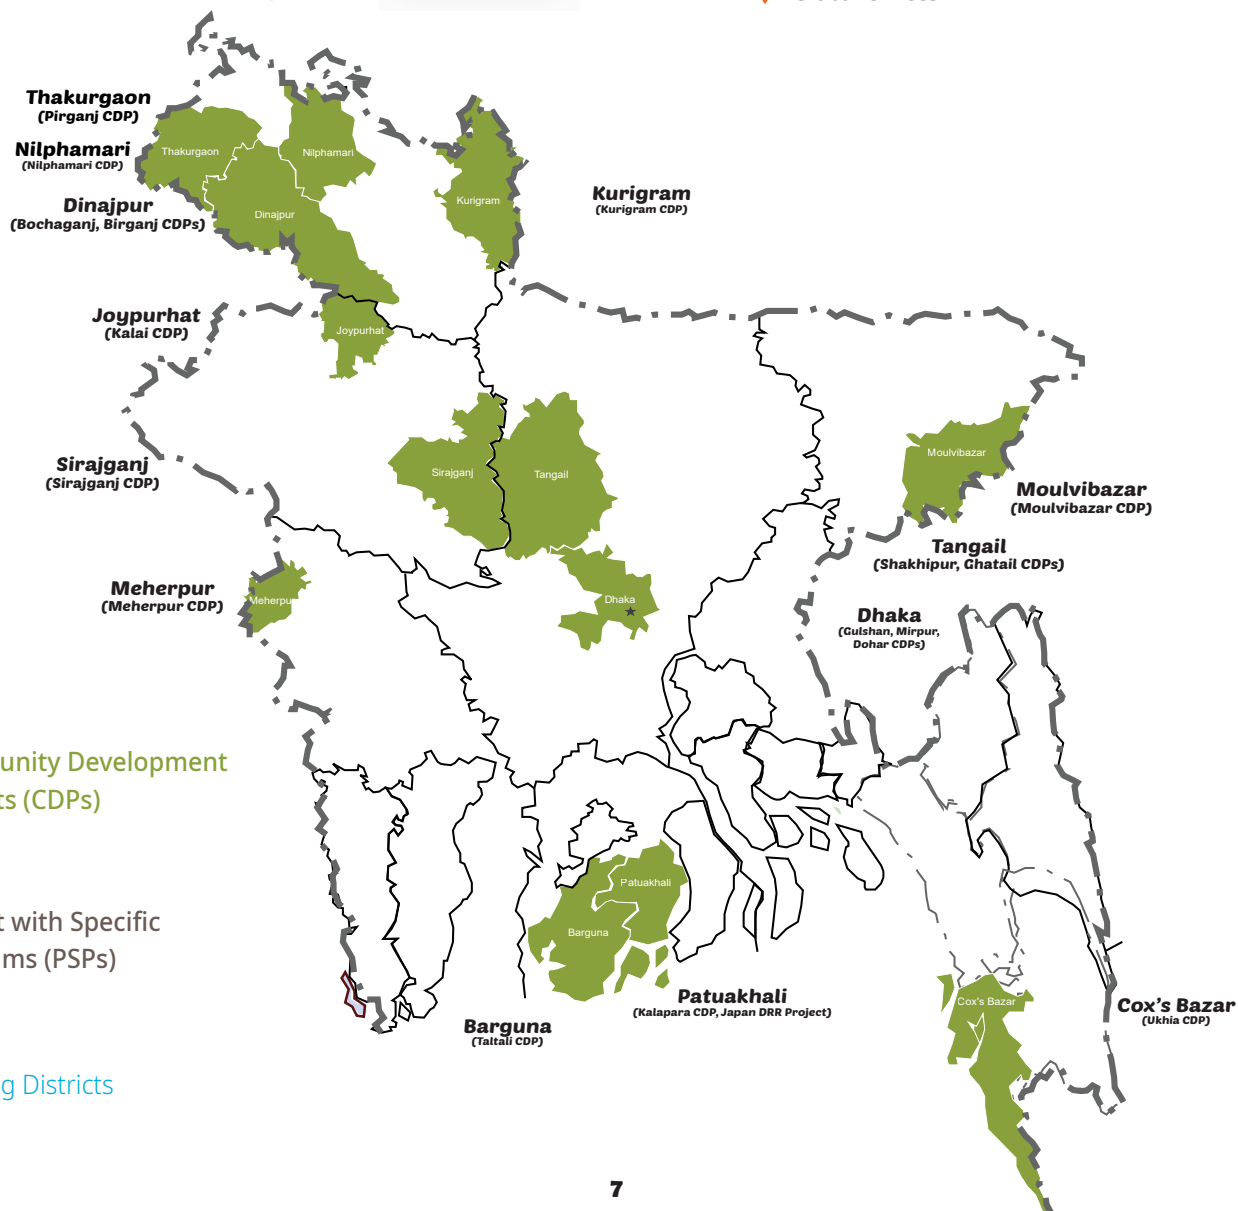 Thakurgaon
(Pirganj CDP)
Nilphamari
(Nilphamari CDP)
Dinajpur
(Bochaganj, Birganj CDPs)
Thakurgaon
Nilphamari
Dinajpur
Kurigram
Kurigram
(Kurigram CDP)
Joypurhat
(Kalai CDP)
Joypurhat
Sirajganj
(Sirajganj CDP)
Sirajganj
Tangail
Moulvibazar
Moulvibazar
(Moulvibazar CDP)
Tangail
(Shakhipur, Ghatail CDPs)
Meherpur
(Meherpur CDP)
Meherpur
Dhaka
Dhaka
(Gulshan, Mirpur,
Dohar CDPs)
unity Development
ts (CDPs)
t with Specific
ms (PSPs)
g Districts
Patuakhali
Barguna
Patuakhali
(Kalapara CDP, Japan DRR Project)
Barguna
(Taltali CDP)
Cox's Bazar
Cox's Bazar
(Ukhia CDP)
7